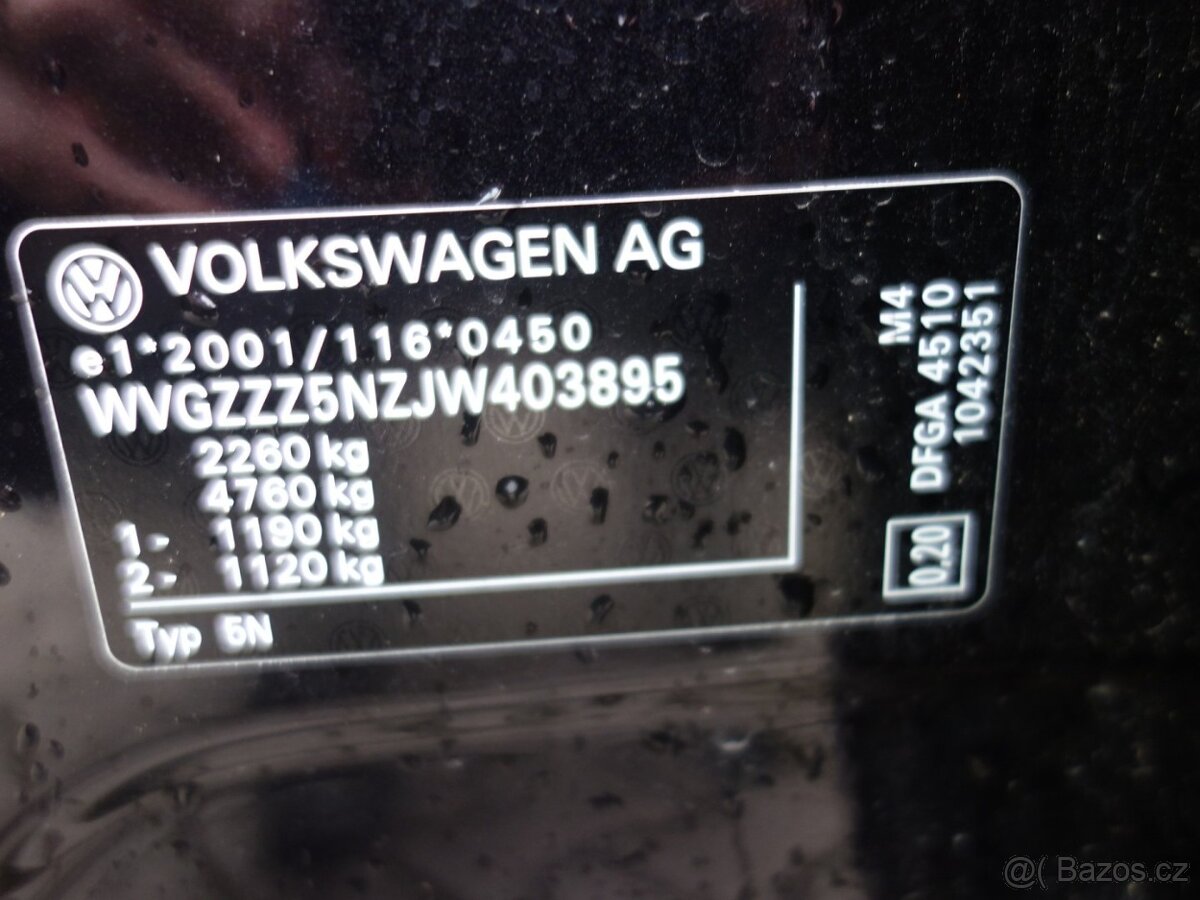 VOLKSWAGEN AG
e1*2001/116*0450
WVGZZZ5NZJW403895
2260 kg
4760 kg
1- 1190 kg
2- 1120 kg
Typ 5N
M4
DFGA 4510
1042351
0.20
@( Bazos.cz